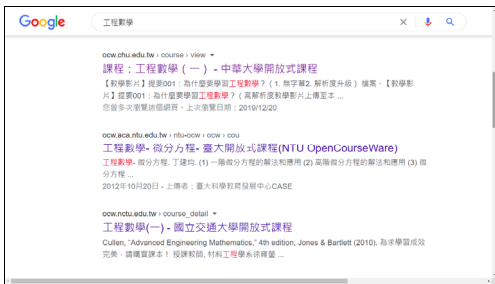 Google
工程數學
ocw.chu.edu.tw › course › view
課程：工程數學（一）- 中華大學開放式課程
【教學影片】提要001：為什麼要學習工程數學？（1. 無字幕2. 解析度升級） 檔案 · 【教學影
片】提要001：為什麼要學習工程數學？（高解析度教學影片上傳至本 ...
您曾多次瀏覽這個網頁。上次瀏覽日期：2019/12/20
ocw.aca.ntu.edu.tw › ntu-ocw › ocw › cou
工程數學- 微分方程- 臺大開放式課程(NTU OpenCourseWare)
工程數學- 微分方程. 丁建均. (1) 一階微分方程的解法和應用 (2) 高階微分方程的解法和應用 (3) 微
分方程 ...
2012年10月20日 - 上傳者：臺大科學教育發展中心CASE
ocw.nctu.edu.tw › course_detail
工程數學(一) - 國立交通大學開放式課程
Cullen, "Advanced Engineering Mathematics," 4th edition, Jones & Bartlett (2010). 為求學習成效
完美，請購買課本！ 授課教師, 材料工程學系徐雍鎣 ...